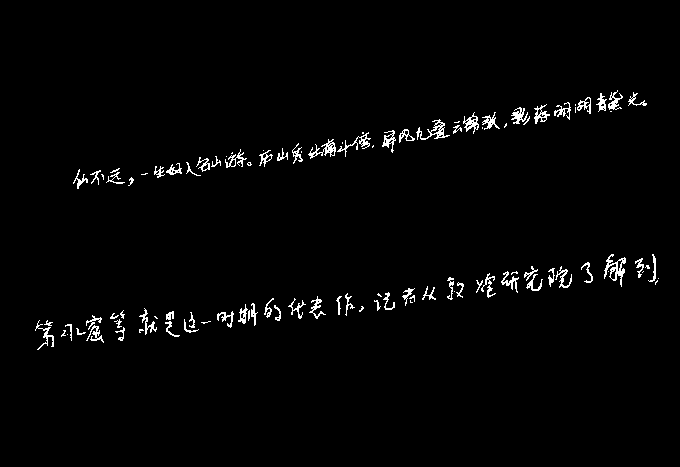 仙不远，一生好入名山游。庐山秀出南斗傍，屏风九叠云锦张，影落明湖青黛光。
第窟等就是这一时期的代表作。记者从敦煌研究院了解到，